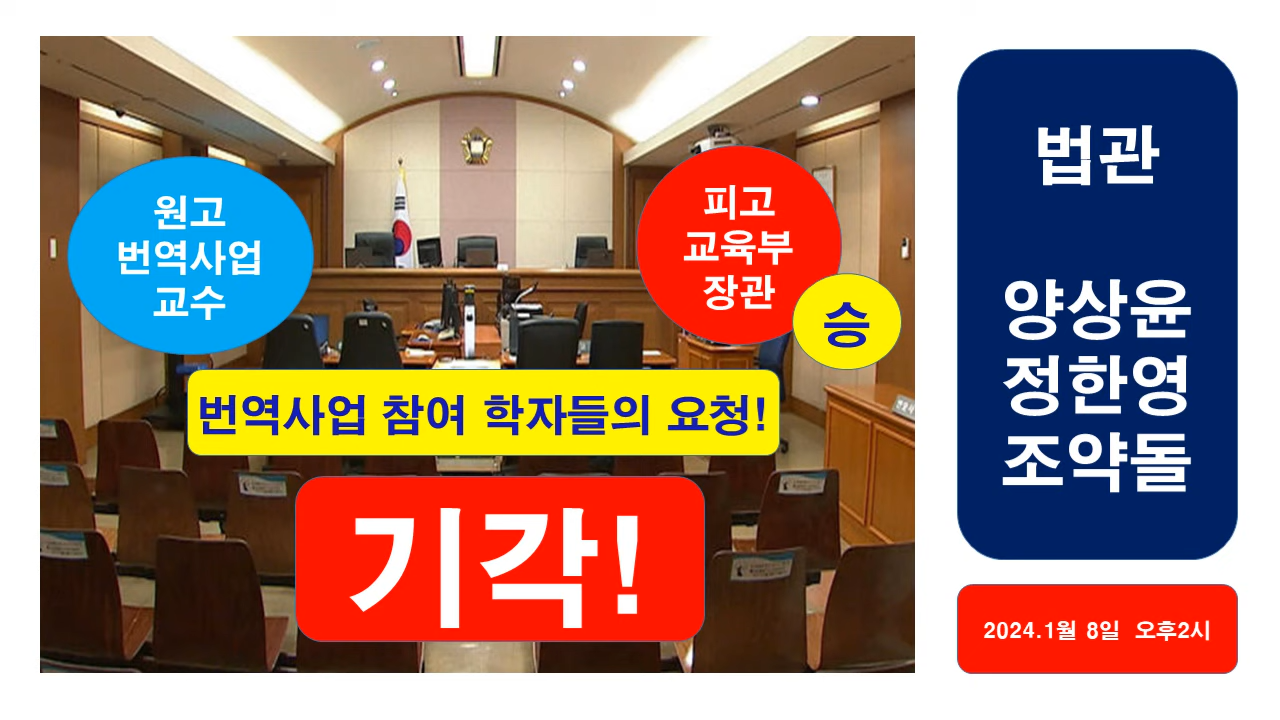 원고
번역사업
교수
피고
교육부
장관
승
번역사업 참여 학자들의 요청!
기각!
법관
양상윤
정한영
조약돌
2024.1월 8일 오후2시